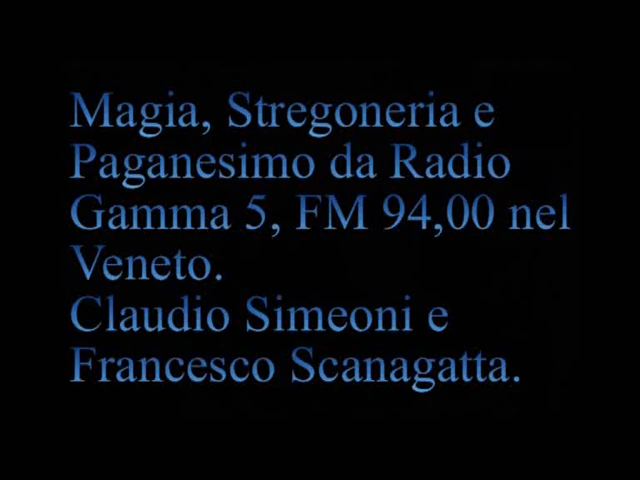 Magia, Stregoneria e
Paganesimo da Radio
Gamma 5, FM 94,00 nel
Veneto.
Claudio Simeoni e
Francesco Scanagatta.